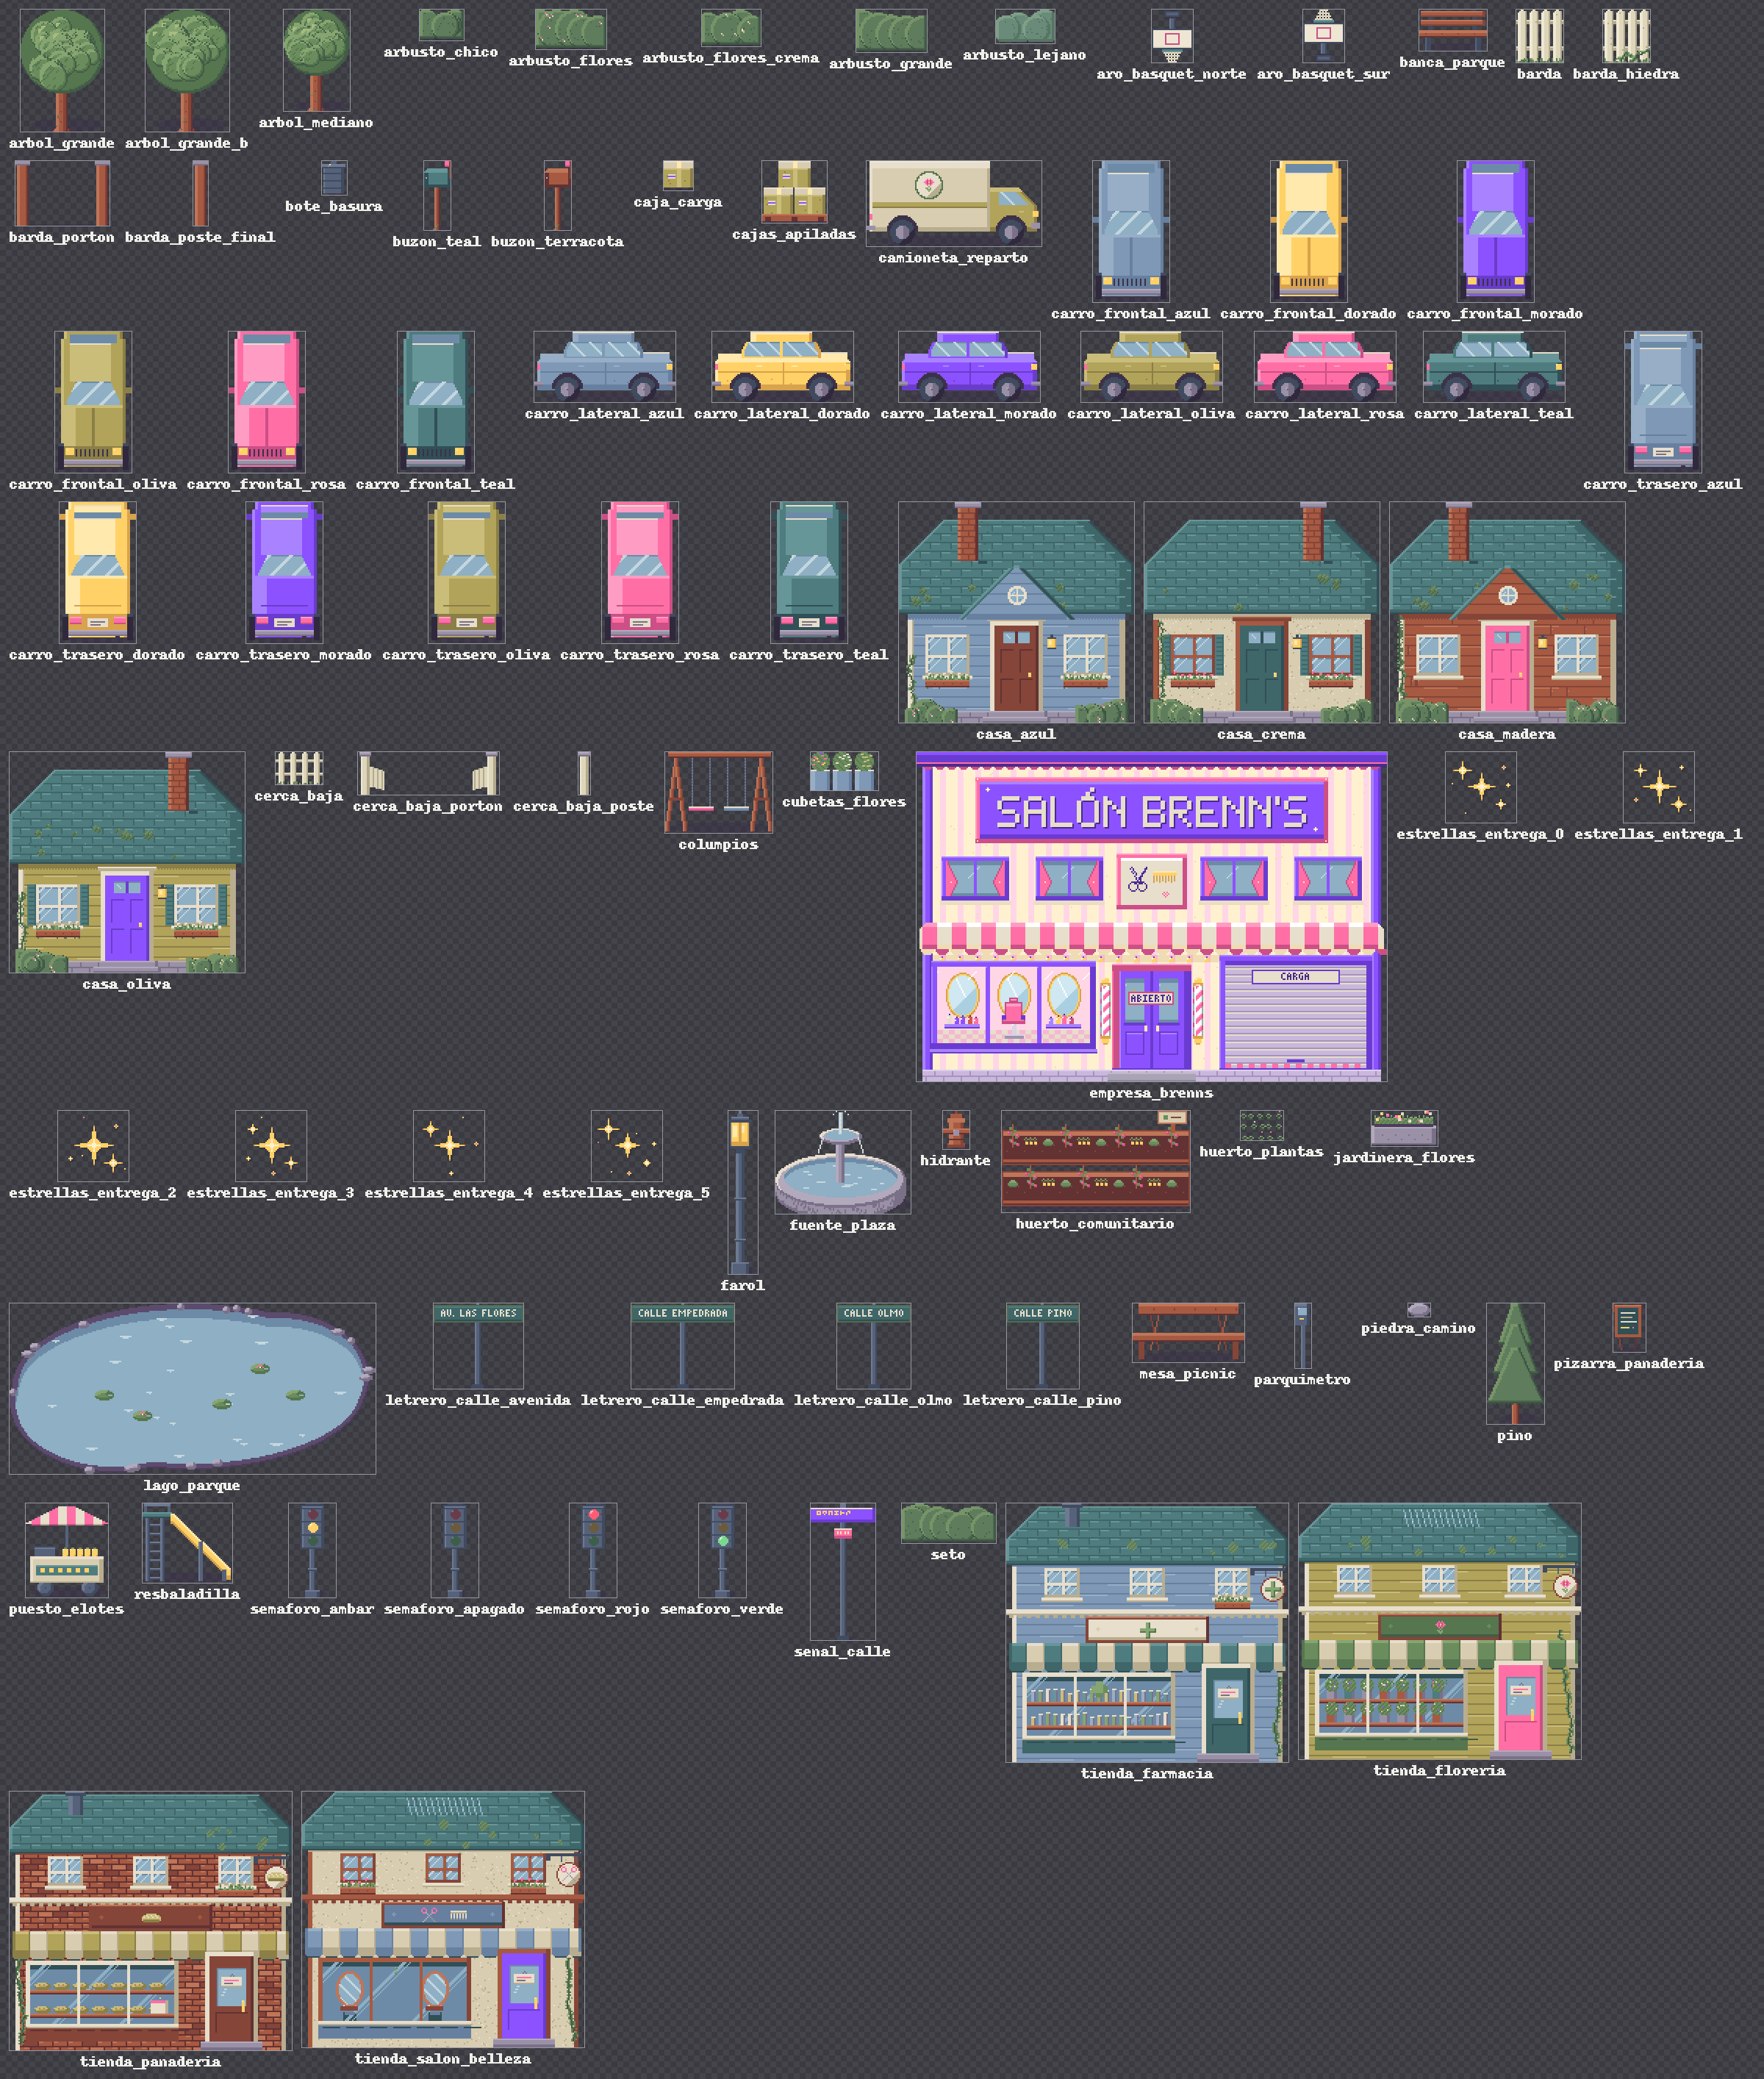 arbol_grande
arbol_grande_b
arbol_mediano
arbusto_chico
arbusto_flores
arbusto_flores_crema
arbusto_grande
arbusto_lejano
aro_basquet_norte
aro_basquet_sur
banca_parque
barda
barda_hiedra
barda_porton
barda_poste_final
bote_basura
buzon_teal
buzon_terracota
caja_carga
cajas_apiladas
camioneta_reparto
carro_frontal_azul
carro_frontal_dorado
carro_frontal_morado
carro_frontal_oliva
carro_frontal_rosa
carro_frontal_teal
carro_lateral_azul
carro_lateral_dorado
carro_lateral_morado
carro_lateral_oliva
carro_lateral_rosa
carro_lateral_teal
carro_trasero_azul
carro_trasero_dorado
carro_trasero_morado
carro_trasero_oliva
carro_trasero_rosa
carro_trasero_teal
casa_azul
casa_crema
casa_madera
casa_oliva
cerca_baja
cerca_baja_porton
cerca_baja_poste
columpios
cubetas_flores
SALÓN BRENN'S
CARGA
ABIERTO
empresa_brenns
estrellas_entrega_0
estrellas_entrega_1
estrellas_entrega_2
estrellas_entrega_3
estrellas_entrega_4
estrellas_entrega_5
farol
fuente_plaza
hidrante
huerto_comunitario
huerto_plantas
jardinera_flores
lago_parque
AV. LAS FLORES
letrero_calle_avenida
CALLE EMPEDRADA
letrero_calle_empedrada
CALLE OLMO
letrero_calle_olmo
CALLE PINO
letrero_calle_pino
mesa_picnic
parquimetro
piedra_camino
pino
pizarra_panaderia
puesto_elotes
resbaladilla
semaforo_ambar
semaforo_apagado
semaforo_rojo
semaforo_verde
senal_calle
seto
tienda_farmacia
tienda_floreria
tienda_panaderia
tienda_salon_belleza